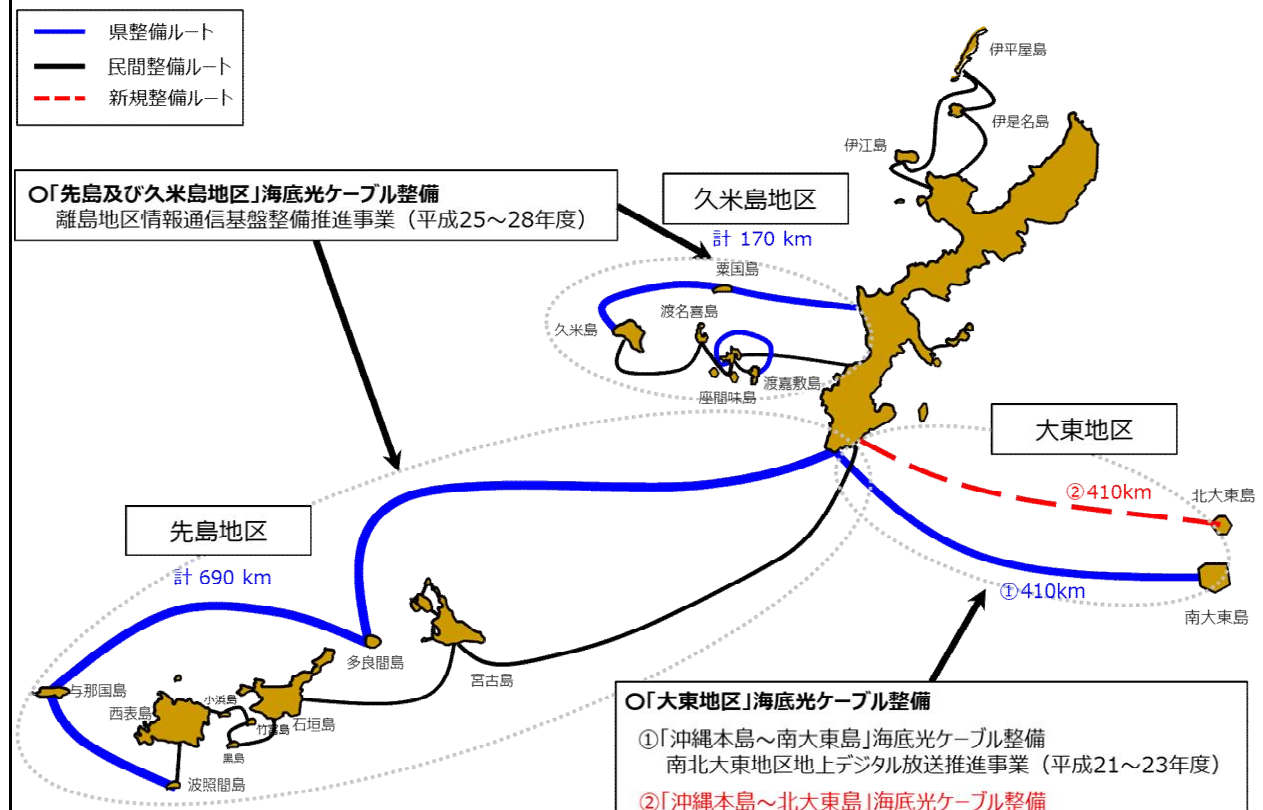 県整備ルート
民間整備ルート
新規整備ルート
伊平屋島
伊是名島
伊江島
〇「先島及び久米島地区」海底光ケーブル整備
離島地区情報通信基盤整備推進事業（平成25～28年度）
久米島地区
計 170 km
粟国島
渡名喜島
久米島
座間味島
渡嘉敷島
大東地区
②410km
北大東島
①410km
南大東島
先島地区
計 690 km
多良間島
宮古島
与那国島
西表島
小浜島
竹富島
石垣島
黒島
波照間島
〇「大東地区」海底光ケーブル整備
①「沖縄本島～南大東島」海底光ケーブル整備
南北大東地区地上デジタル放送推進事業（平成21～23年度）
②「沖縄本島～北大東島」海底光ケーブル整備